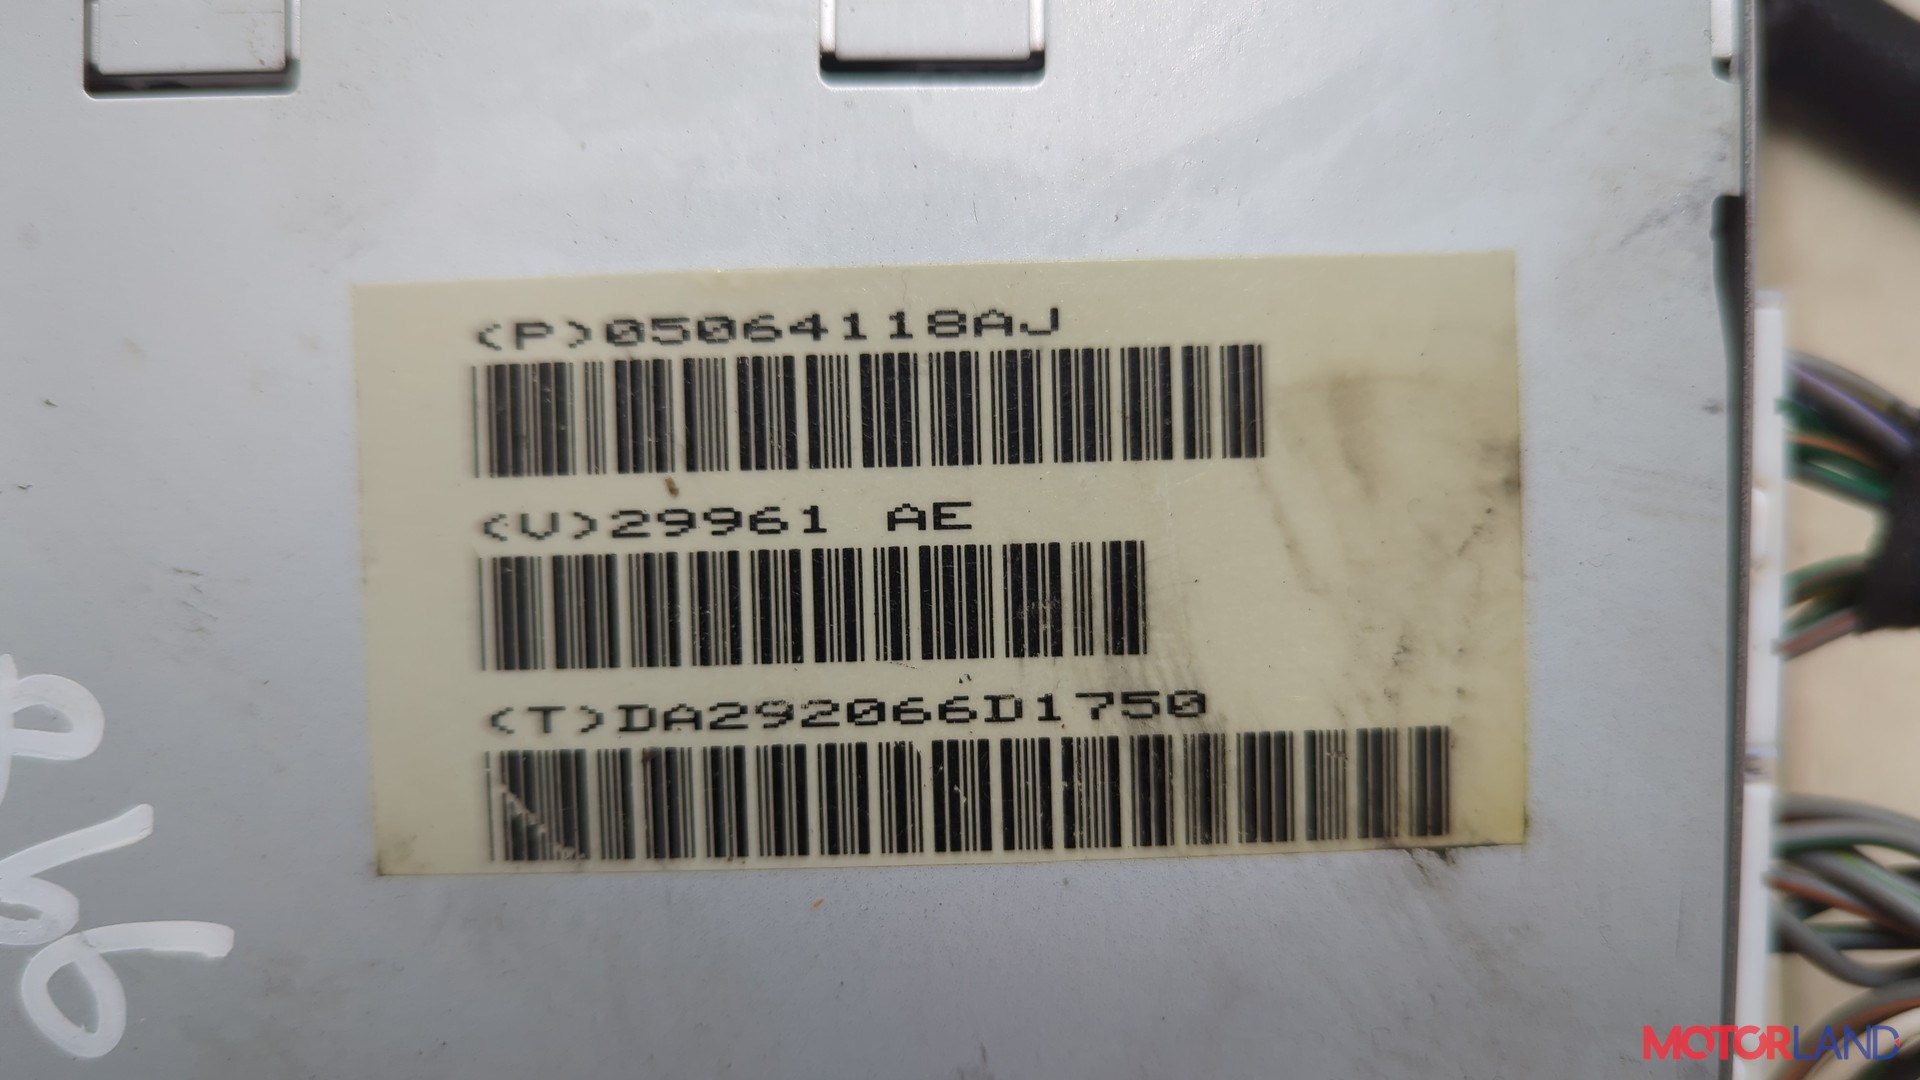 (P)05064118AJ
(V)29961 AE
(T)DA292066D1750
MOTORLAND